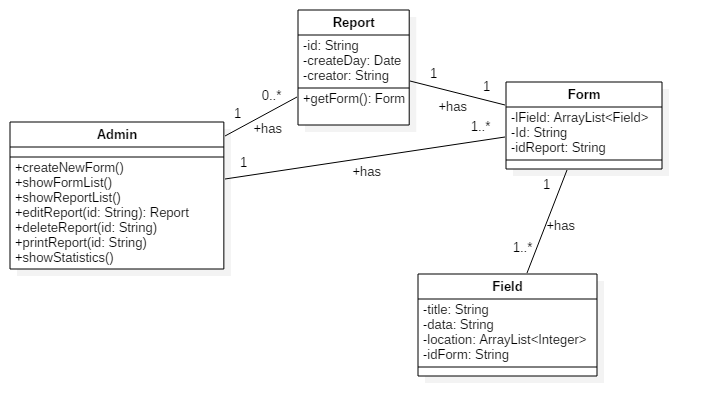 Report
-id: String
-createDay: Date
-creator: String
+getForm(): Form
1
1
+has
0..*
1
+has
Form
-lField: ArrayList<Field>
-Id: String
-idReport: String
Admin
+createNewForm()
+showFormList()
+showReportList()
+editReport(id: String): Report
+deleteReport(id: String)
+printReport(id: String)
+showStatistics()
1..*
1
+has
1
+has
1..*
Field
-title: String
-data: String
-location: ArrayList<Integer>
-idForm: String